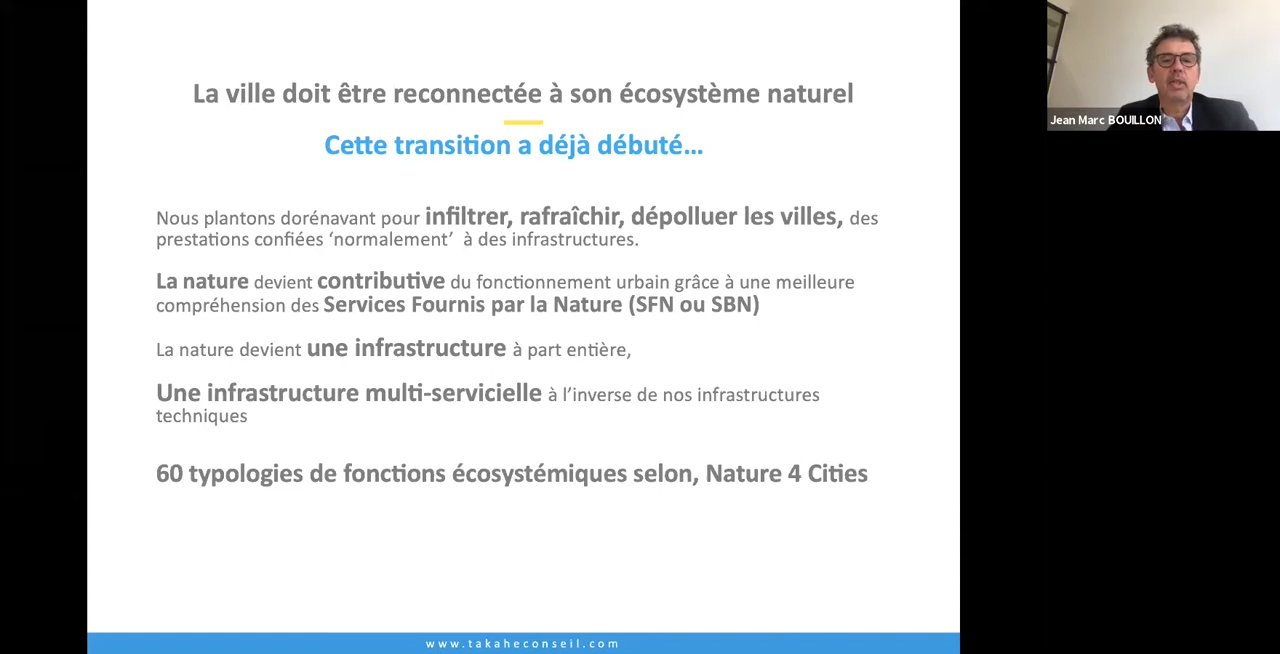 La ville doit être reconnectée à son écosystème naturel
Cette transition a déjà débuté…
Nous plantons dorénavant pour infiltrer, rafraîchir, dépolluer les villes, des
prestations confiées ‘normalement’ à des infrastructures.
La nature devient contributive du fonctionnement urbain grâce à une meilleure
compréhension des Services Fournis par la Nature (SFN ou SBN)
La nature devient une infrastructure à part entière,
Une infrastructure multi-servicielle à l’inverse de nos infrastructures
techniques
60 typologies de fonctions écosystémiques selon, Nature 4 Cities
www.takaheconseil.com
Jean Marc BOUILLON